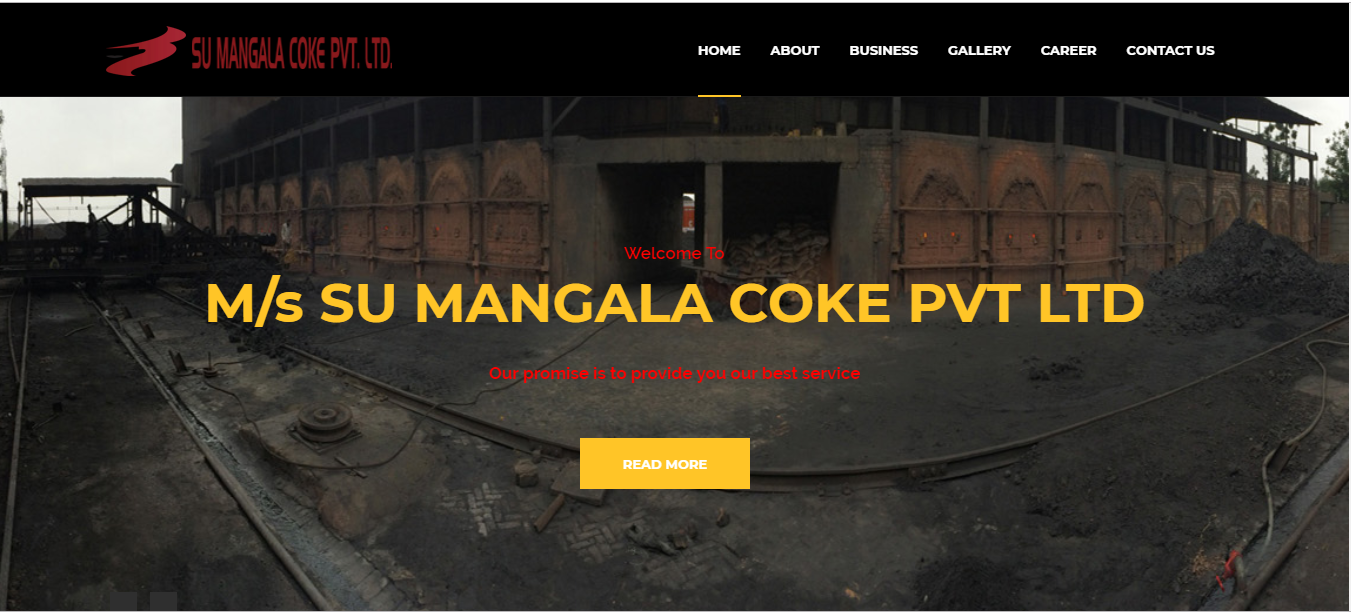 SU MANGALA COKE PVT. LTD.
HOME ABOUT BUSINESS GALLERY CAREER CONTACT US
Welcome To
M/s SU MANGALA COKE PVT LTD
Our promise is to provide you our best service
READ MORE